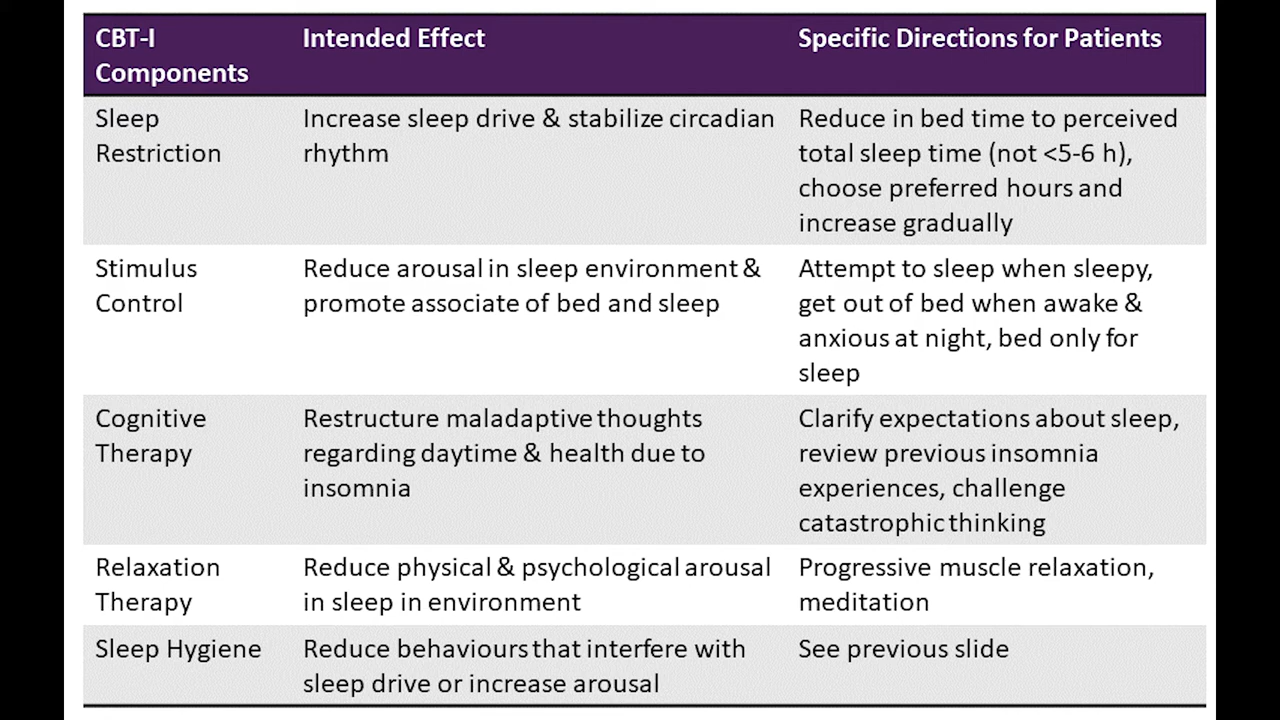 CBT-I
Components
Intended Effect
Specific Directions for Patients
Sleep
Restriction
Increase sleep drive & stabilize circadian
rhythm
Reduce in bed time to perceived
total sleep time (not <5-6 h),
choose preferred hours and
increase gradually
Stimulus
Control
Reduce arousal in sleep environment &
promote associate of bed and sleep
Attempt to sleep when sleepy,
get out of bed when awake &
anxious at night, bed only for
sleep
Cognitive
Therapy
Restructure maladaptive thoughts
regarding daytime & health due to
insomnia
Clarify expectations about sleep,
review previous insomnia
experiences, challenge
catastrophic thinking
Relaxation
Therapy
Reduce physical & psychological arousal
in sleep in environment
Progressive muscle relaxation,
meditation
Sleep Hygiene
Reduce behaviours that interfere with
sleep drive or increase arousal
See previous slide